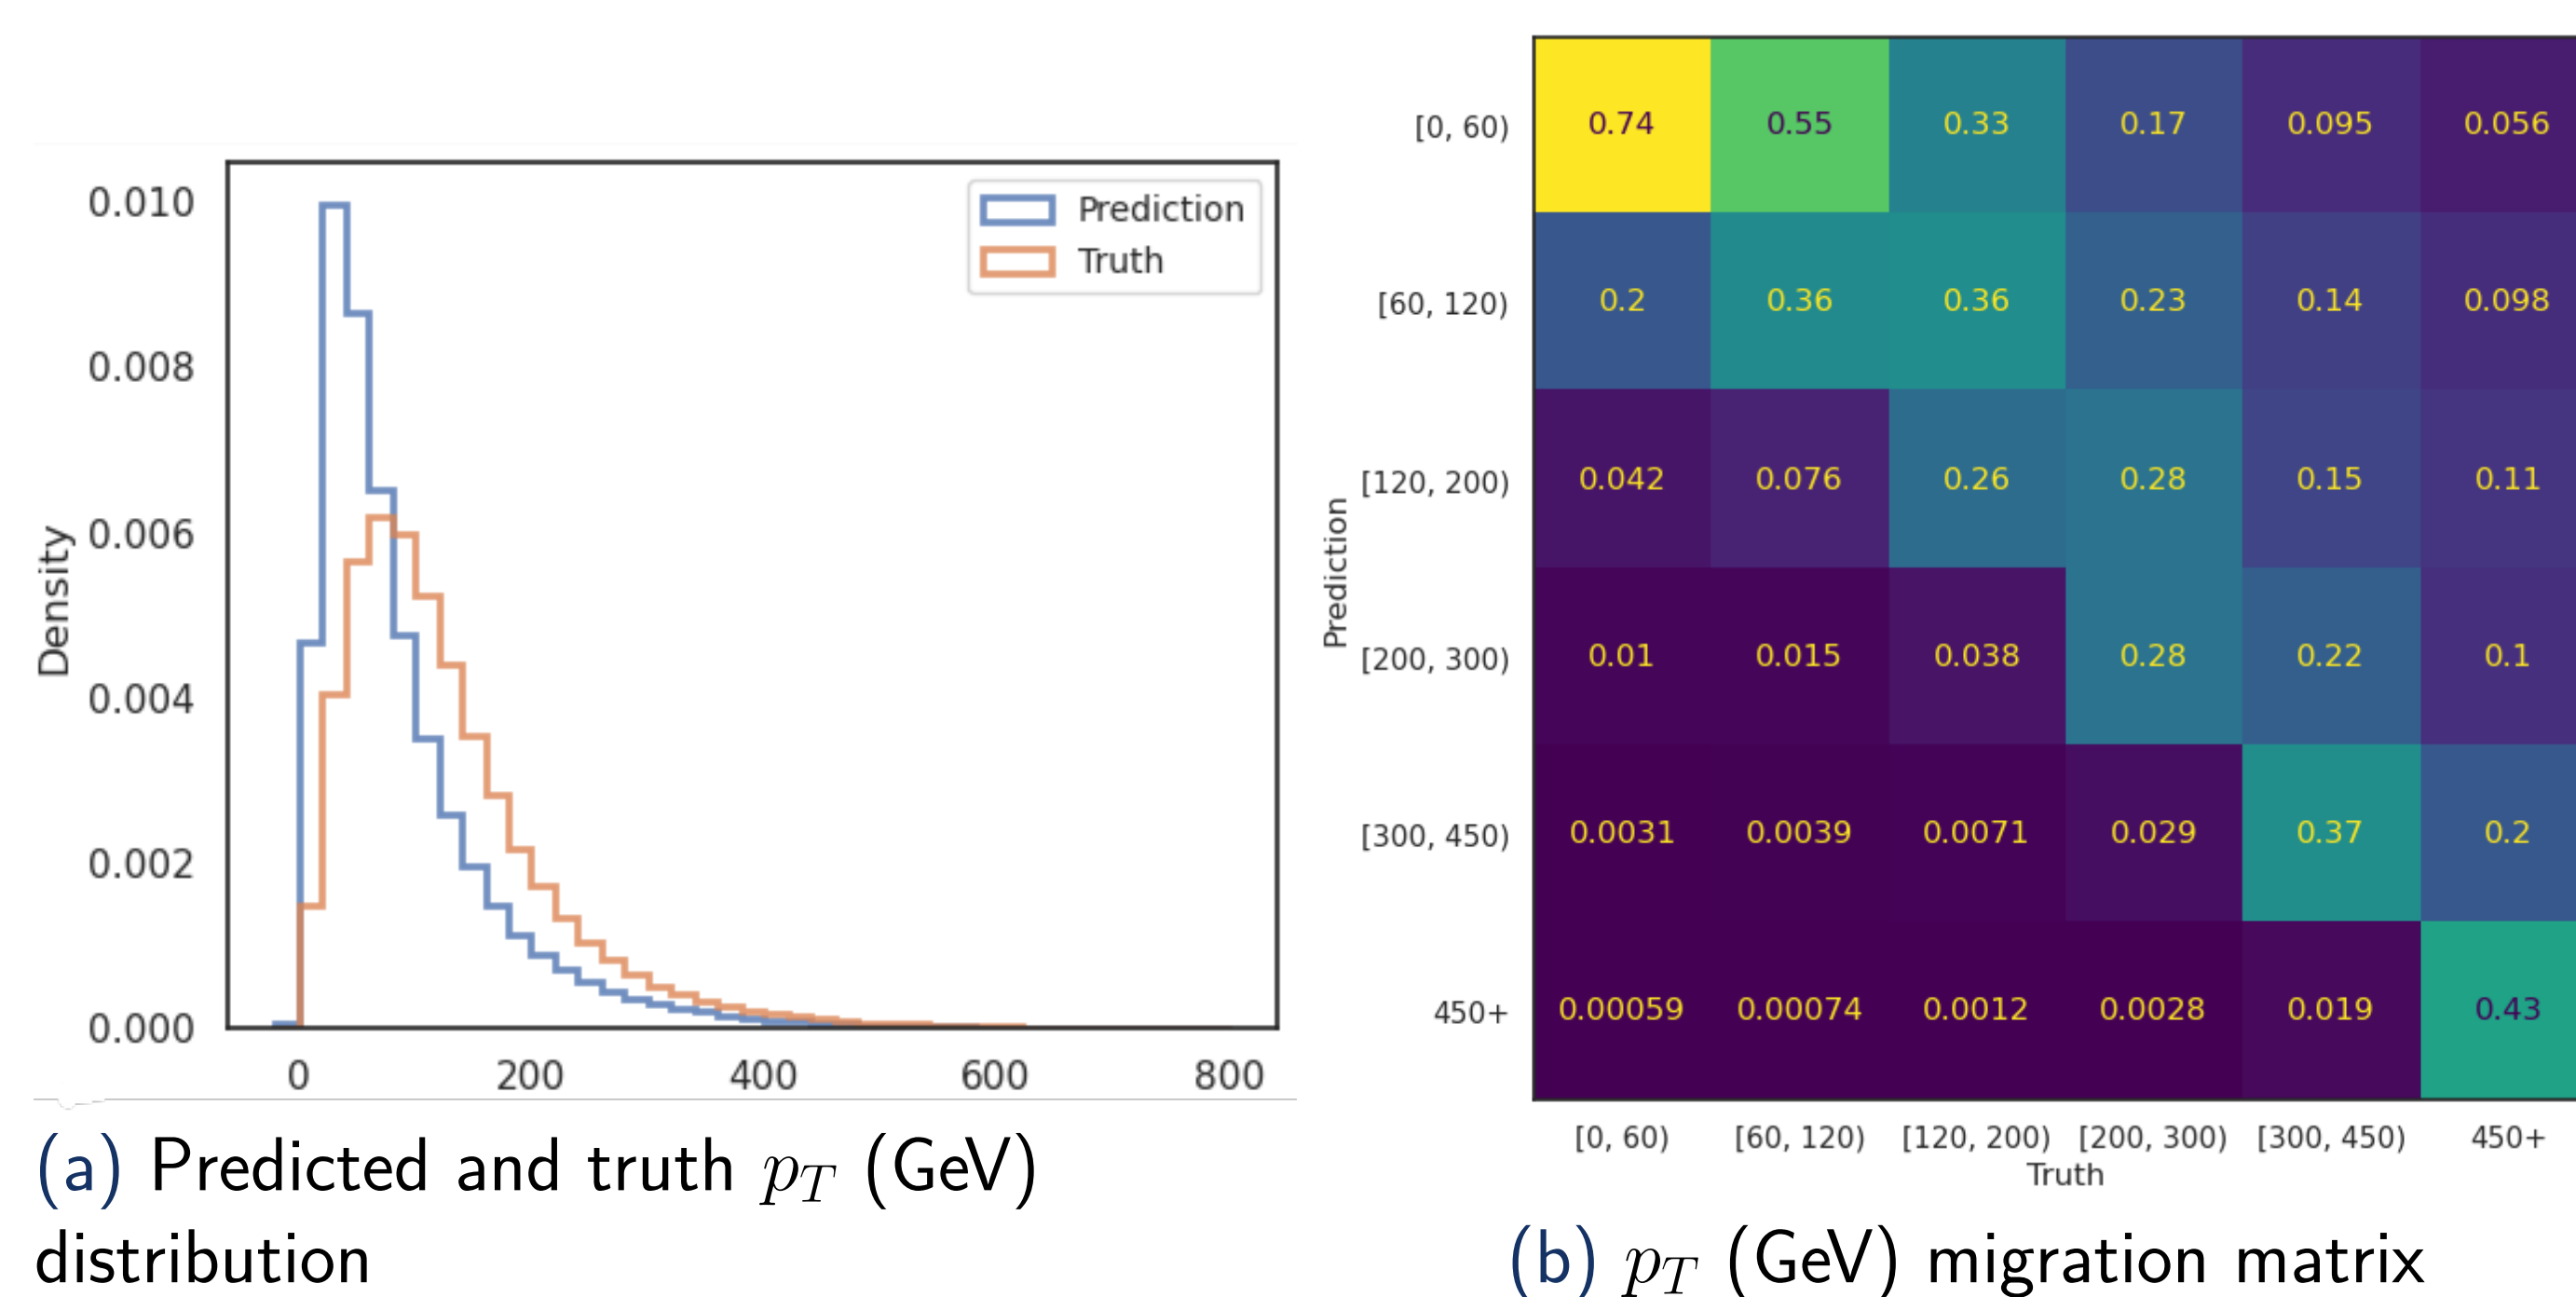 0.010
0.008
0.006
0.004
0.002
0.000
Density
Prediction
Truth
0 200 400 600 800
(a) Predicted and truth pT (GeV)
distribution
Prediction
[0, 60) 0.74 0.55 0.33 0.17 0.095 0.056
[60, 120) 0.2 0.36 0.36 0.23 0.14 0.098
[120, 200) 0.042 0.076 0.26 0.28 0.15 0.11
[200, 300) 0.01 0.015 0.038 0.28 0.22 0.1
[300, 450) 0.0031 0.0039 0.0071 0.029 0.37 0.2
450+ 0.00059 0.00074 0.0012 0.0028 0.019 0.43
[0, 60) [60, 120) [120, 200) [200, 300) [300, 450) 450+
Truth
(b) pT (GeV) migration matrix